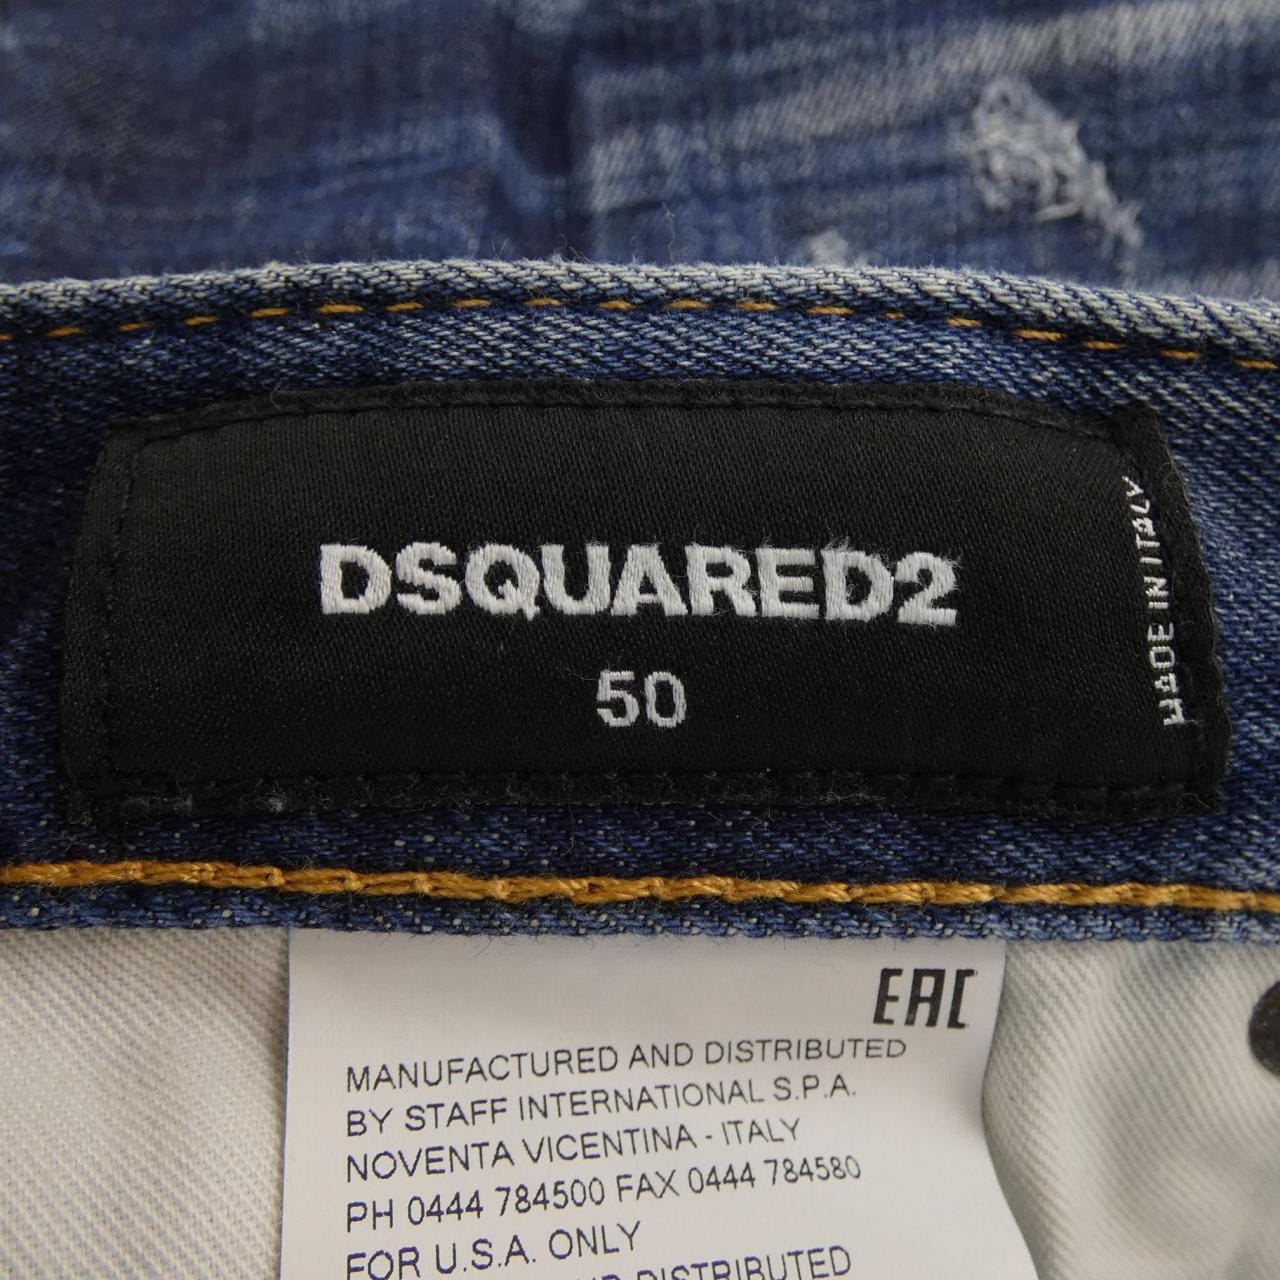 DSQUARED2
50
MADE IN ITALY
EAC
MANUFACTURED AND DISTRIBUTED
BY STAFF INTERNATIONAL S.P.A.
NOVENTA VICENTINA - ITALY
PH 0444 784500 FAX 0444 784580
FOR U.S.A. ONLY
DISTRIBUTED